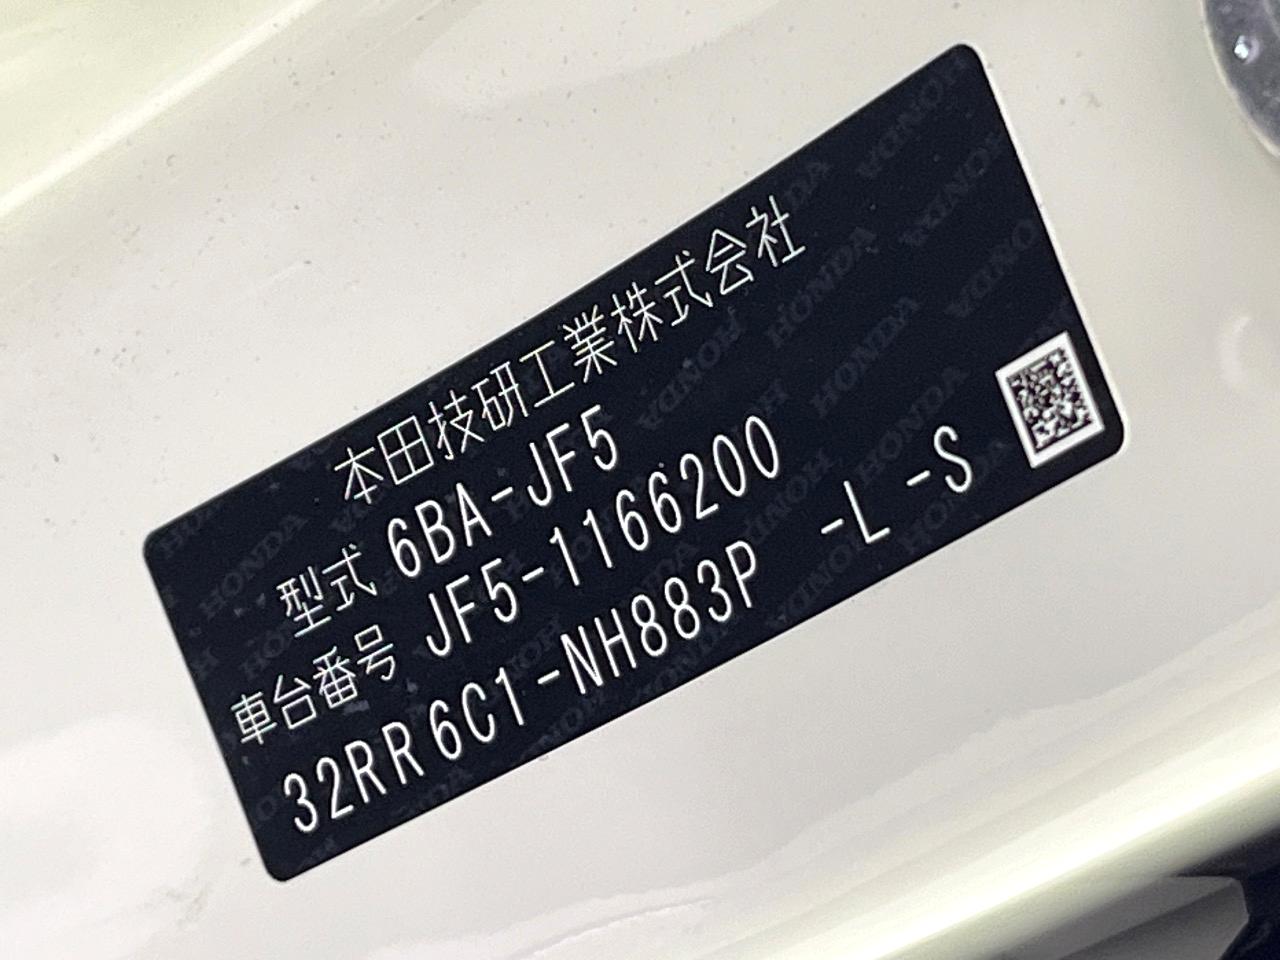 本田技研工業株式会社
型式 6BA-JF5
車台番号 JF5-1166200
32RR6C1-NH883P -L -S